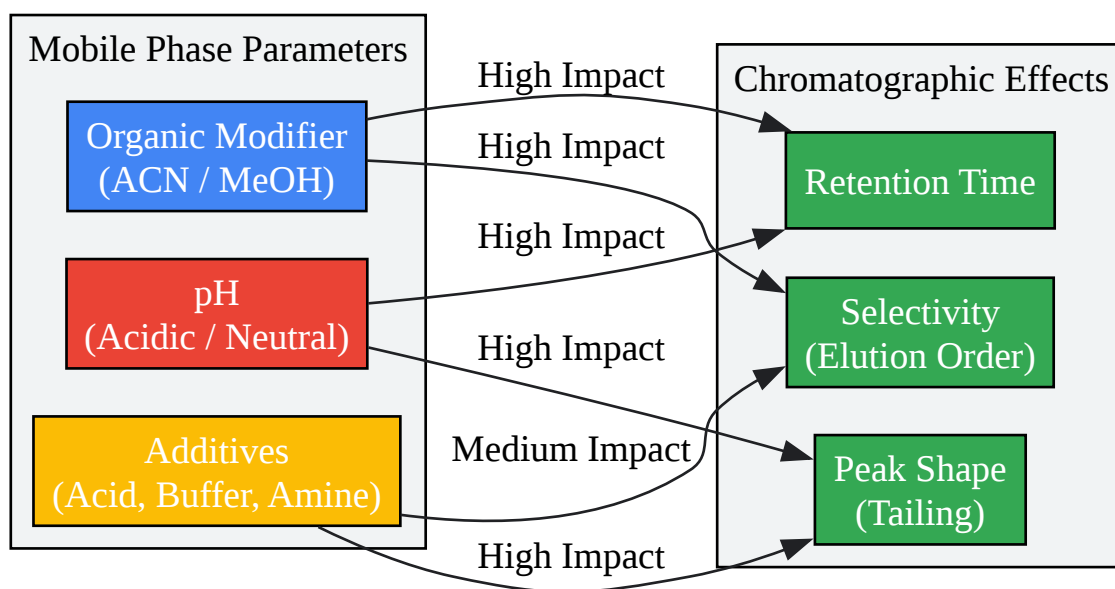 Mobile Phase Parameters
Organic Modifier
(ACN / MeOH)
pH
(Acidic / Neutral)
Additives
(Acid, Buffer, Amine)
High Impact
High Impact
High Impact
High Impact
Medium Impact
High Impact
Chromatographic Effects
Retention Time
Selectivity
(Elution Order)
Peak Shape
(Tailing)